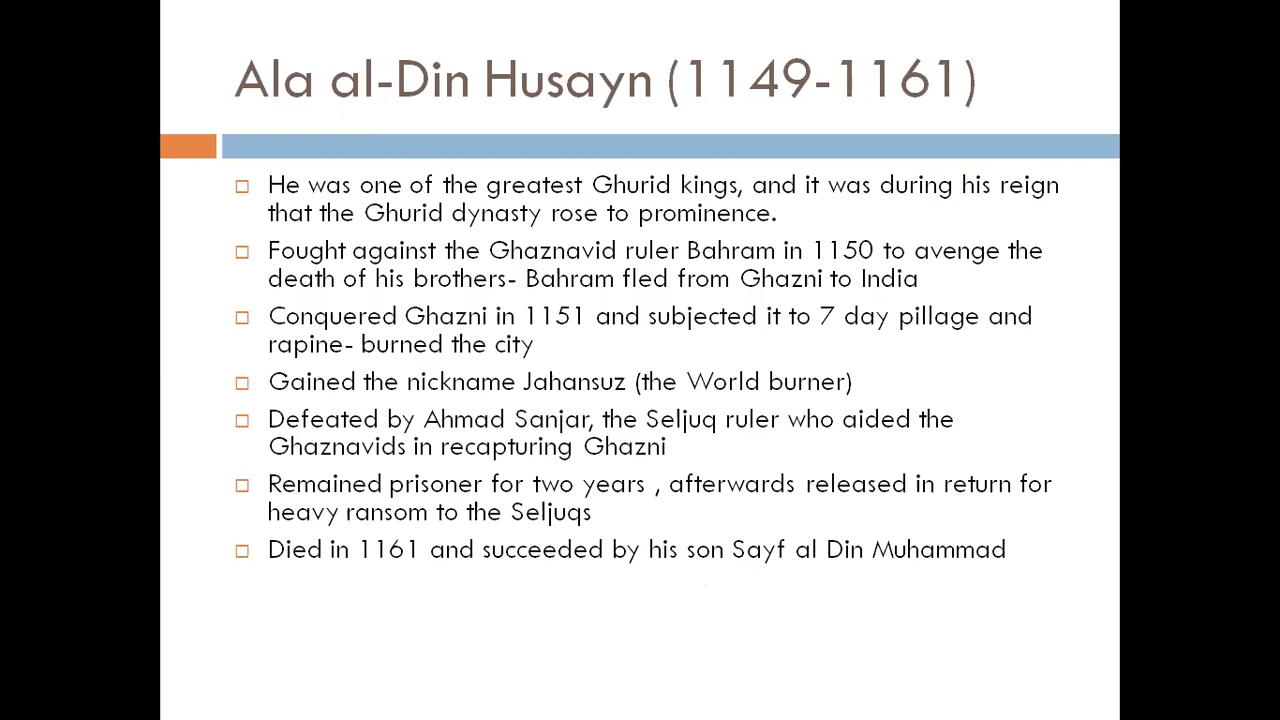 Ala al-Din Husayn (1149-1161)
He was one of the greatest Ghurid kings, and it was during his reign
that the Ghurid dynasty rose to prominence.
Fought against the Ghaznavid ruler Bahram in 1150 to avenge the
death of his brothers- Bahram fled from Ghazni to India
Conquered Ghazni in 1151 and subjected it to 7 day pillage and
rapine- burned the city
Gained the nickname Jahansuz (the World burner)
Defeated by Ahmad Sanjar, the Seljuq ruler who aided the
Ghaznavids in recapturing Ghazni
Remained prisoner for two years , afterwards released in return for
heavy ransom to the Seljuqs
Died in 1161 and succeeded by his son Sayf al Din Muhammad